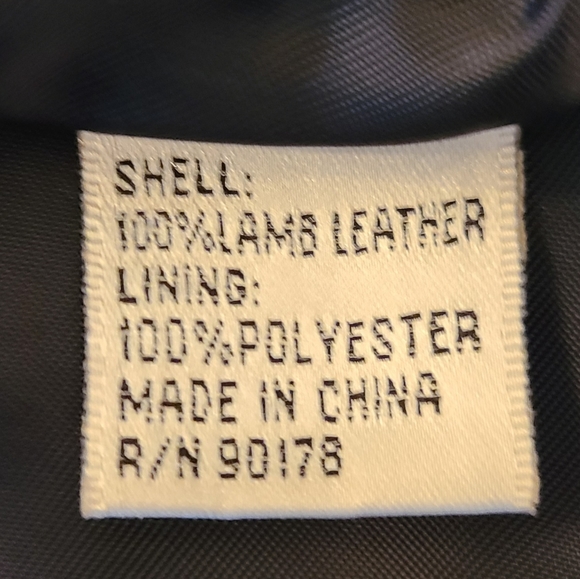 SHELL:
100%LAMB LEATHER
LINING:
100%POLYESTER
MADE IN CHINA
R/N 90178